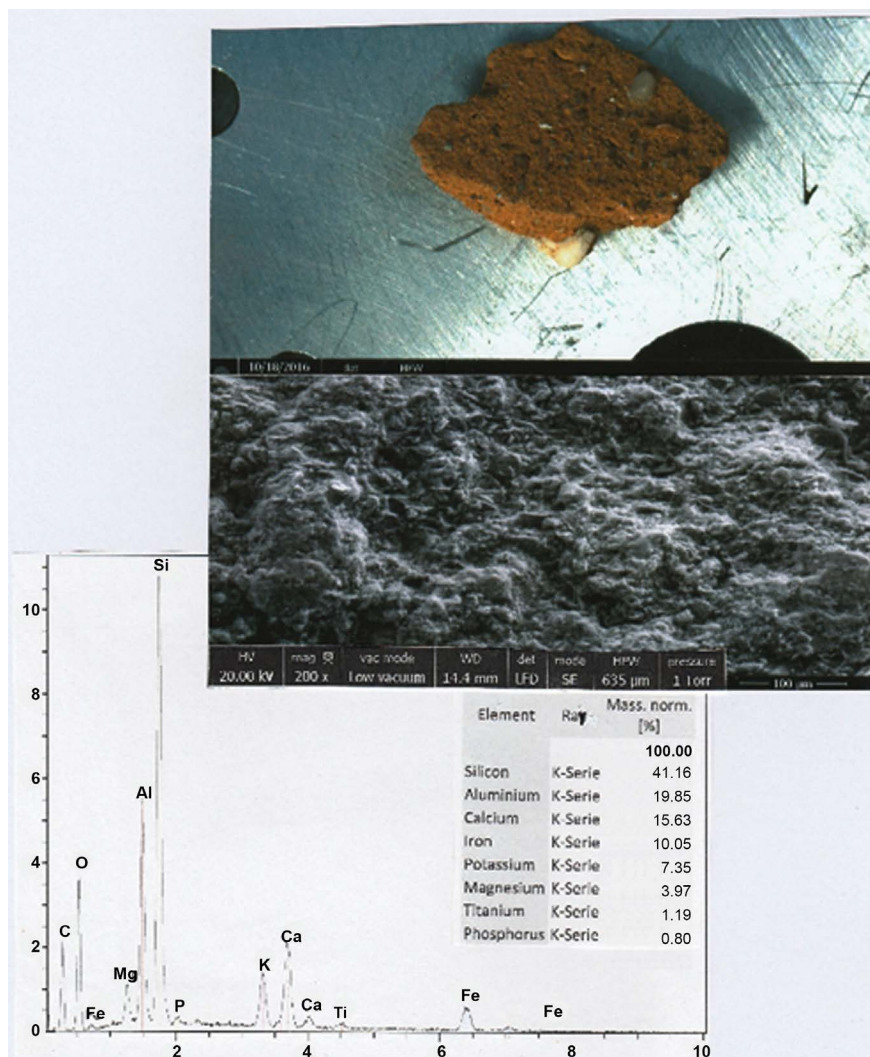 10/18/2016 det HFW
HV mag vac mode WD det mode HFW pressure
20.00 kV 200 x Low vacuum 14.4 mm LFD SE 635 µm 1 Torr 100 µm
Element Ray Mass. norm.
[%]
100.00
Silicon K-Serie 41.16
Aluminium K-Serie 19.85
Calcium K-Serie 15.63
Iron K-Serie 10.05
Potassium K-Serie 7.35
Magnesium K-Serie 3.97
Titanium K-Serie 1.19
Phosphorus K-Serie 0.80
Si
10
8
6
Al
4
O
C
2
Ca
K
Mg
Fe
P
Ca
Ti
Fe
Fe
0
2 4 6 8 10